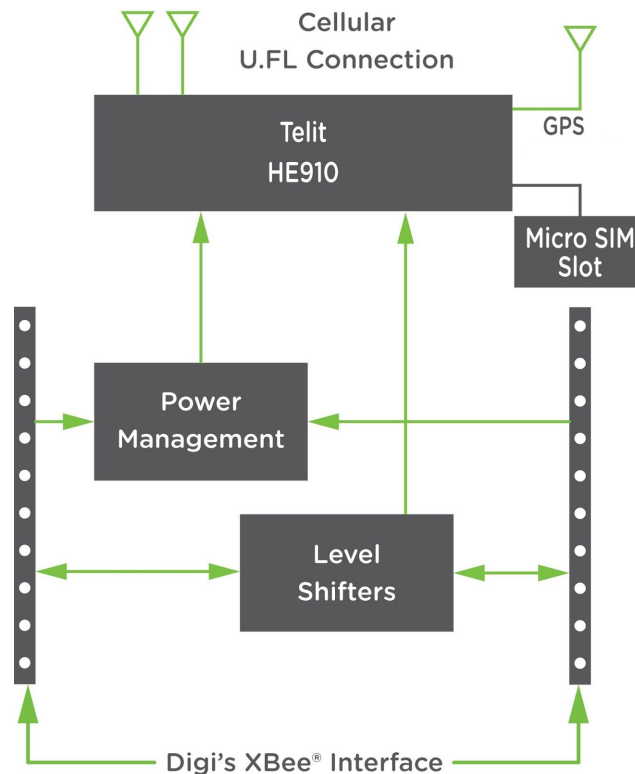 Cellular
U.FL Connection
Telit
HE910
GPS
Micro SIM
Slot
Power
Management
Level
Shifters
Digi's XBee® Interface